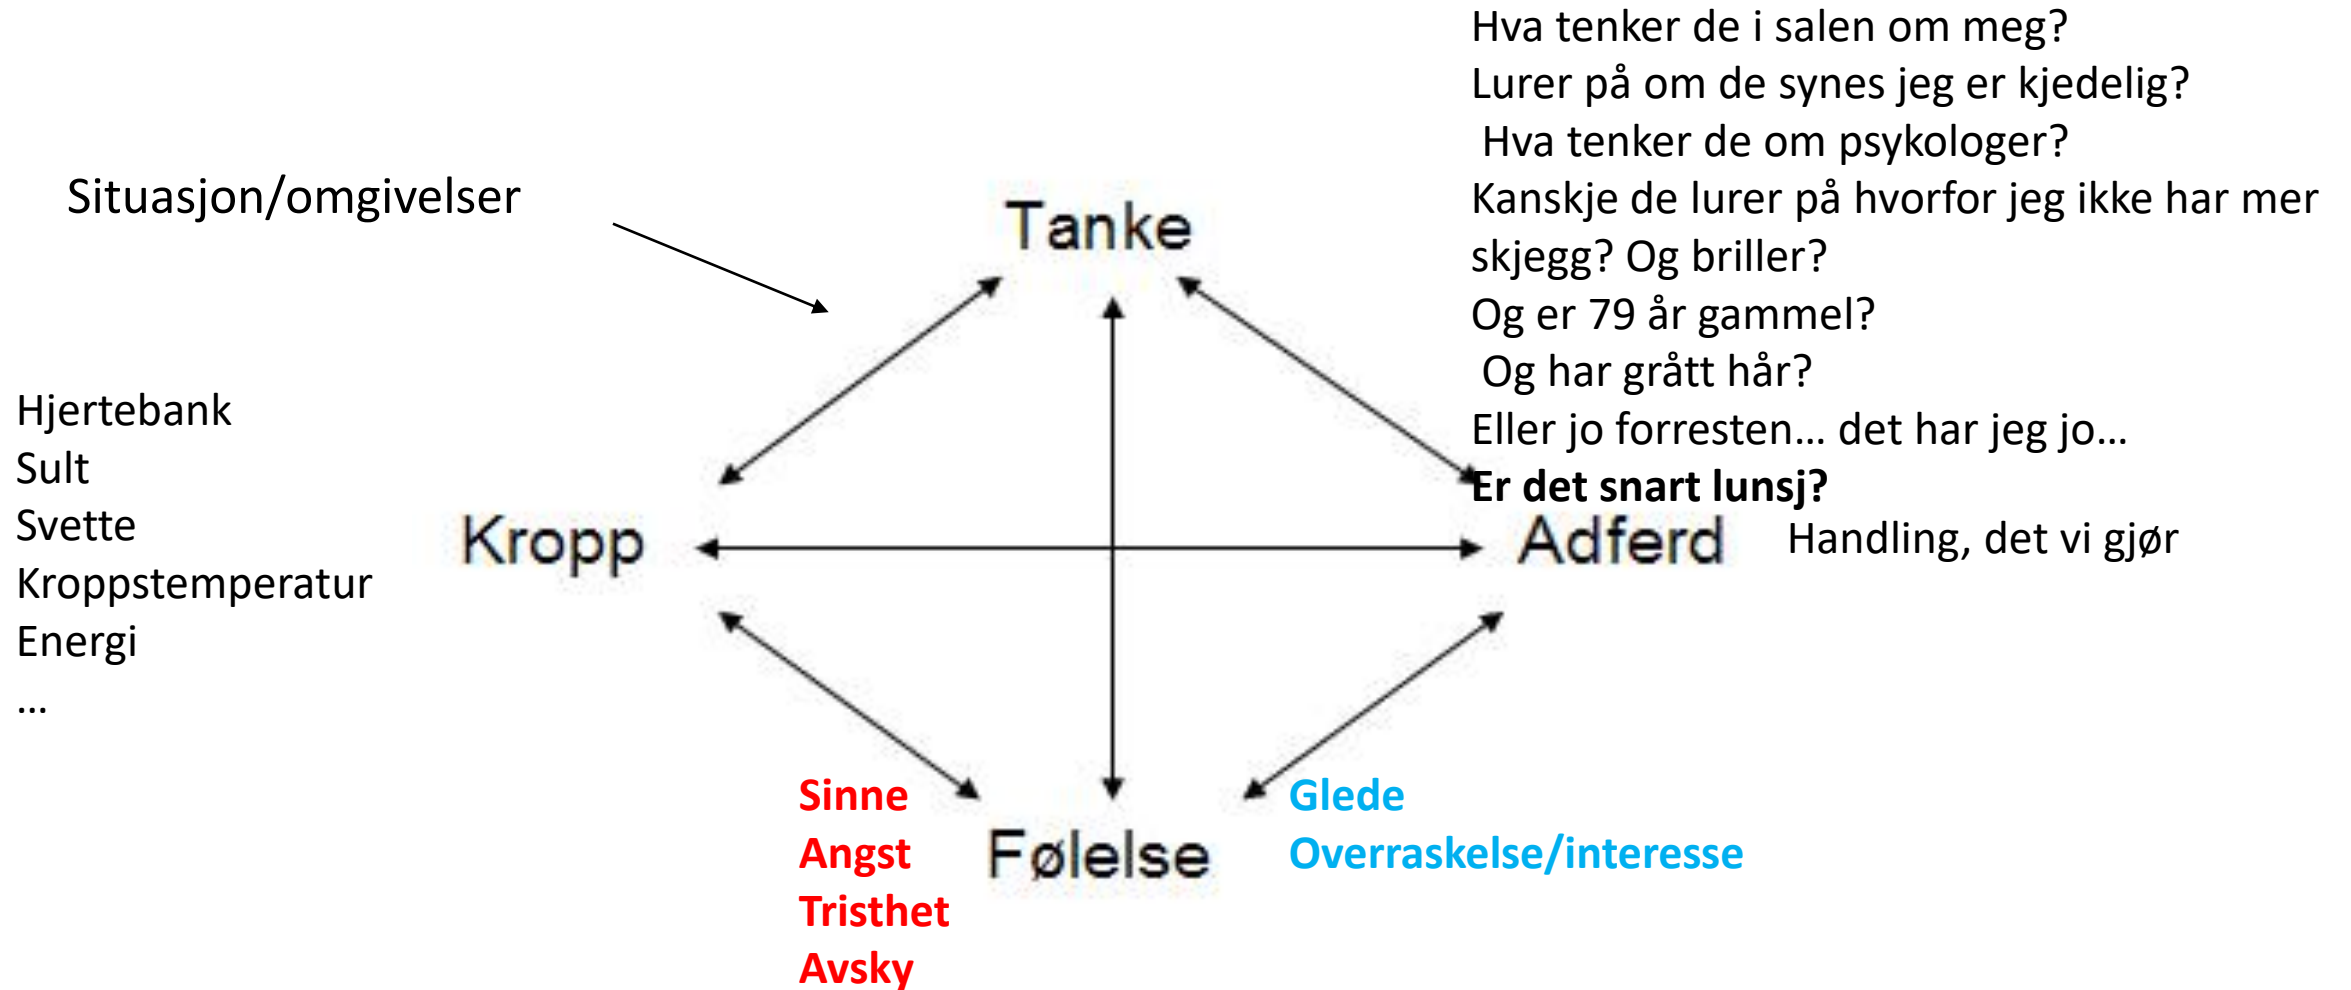 Hva tenker de i salen om meg?
Lurer på om de synes jeg er kjedelig?
Hva tenker de om psykologer?
Kanskje de lurer på hvorfor jeg ikke har mer
skjegg? Og briller?
Og er 79 år gammel?
Og har grått hår?
Eller jo forresten... det har jeg jo...
Er det snart lunsj?
Situasjon/omgivelser
Tanke
Hjertebank
Sult
Svette
Kroppstemperatur
Energi
...
Kropp
Adferd
Handling, det vi gjør
Sinne
Angst
Tristhet
Avsky
Følelse
Glede
Overraskelse/interesse